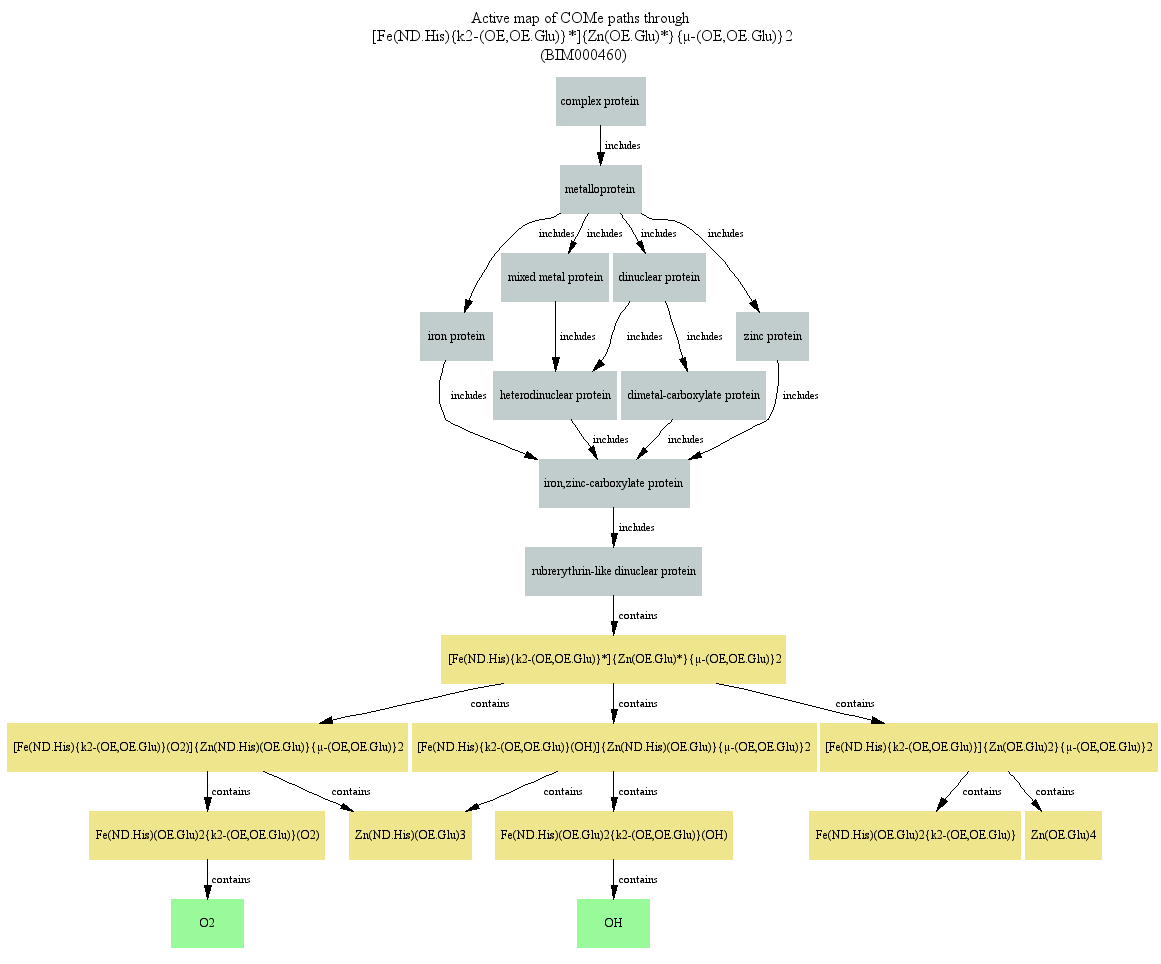 Active map of COMe paths through
[Fe(ND.His){k2-(OE,OE.Glu)}*]{Zn(OE.Glu)*}{μ-(OE,OE.Glu)}2
(BIM000460)
complex protein
includes
metalloprotein
includes includes includes includes
mixed metal protein dinuclear protein
iron protein includes includes includes zinc protein
includes heterodinuclear protein dimetal-carboxylate protein includes
includes includes
iron,zinc-carboxylate protein
includes
rubrerythrin-like dinuclear protein
contains
[Fe(ND.His){k2-(OE,OE.Glu)}*]{Zn(OE.Glu)*}{μ-(OE,OE.Glu)}2
contains contains contains
[Fe(ND.His){k2-(OE,OE.Glu)}(O2)]{Zn(ND.His)(OE.Glu)}{μ-(OE,OE.Glu)}2 [Fe(ND.His){k2-(OE,OE.Glu)}(OH)]{Zn(ND.His)(OE.Glu)}{μ-(OE,OE.Glu)}2 [Fe(ND.His){k2-(OE,OE.Glu)}]{Zn(OE.Glu)2}{μ-(OE,OE.Glu)}2
contains contains contains contains contains contains
Fe(ND.His)(OE.Glu)2{k2-(OE,OE.Glu)}(O2) Zn(ND.His)(OE.Glu)3 Fe(ND.His)(OE.Glu)2{k2-(OE,OE.Glu)}(OH) Fe(ND.His)(OE.Glu)2{k2-(OE,OE.Glu)} Zn(OE.Glu)4
contains contains
O2 OH